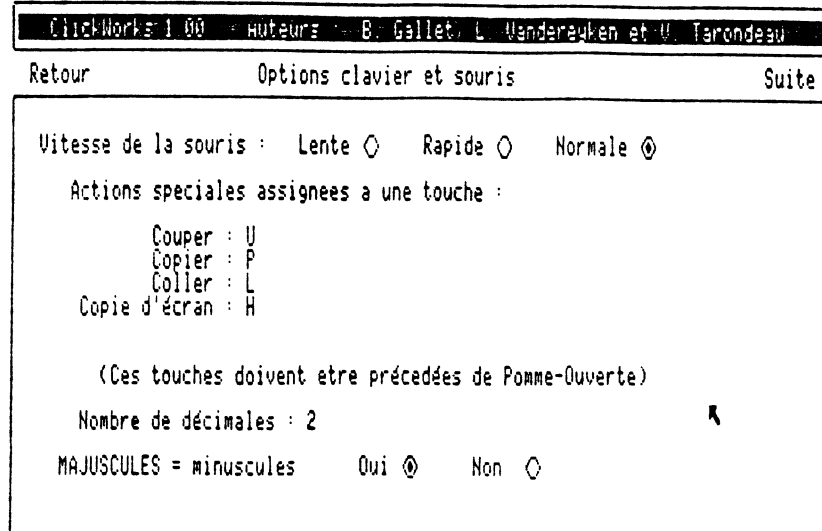 ClickWorks 1.00 - Auteurs : B. Gallet, L. Vandereyken et V. Tarondeau
Retour Options clavier et souris Suite
Vitesse de la souris : Lente Rapide Normale
Actions speciales assignees a une touche :
Couper : U
Copier : P
Coller : L
Copie d'écran : H
(Ces touches doivent etre précedées de Pomme-Ouverte)
Nombre de décimales : 2
MAJUSCULES = minuscules Oui Non